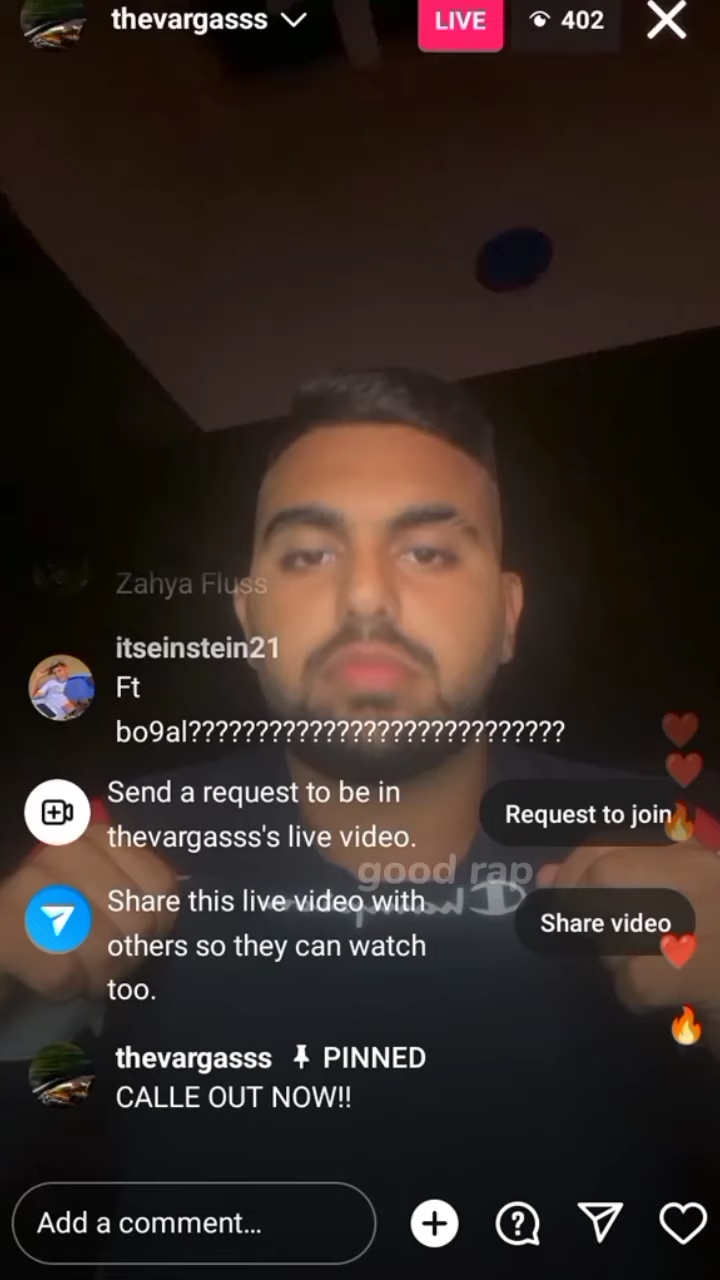 thevargasss
LIVE
402
Zahya Fluss
itseinstein21
Ft
bo9al????????????????????????????
Send a request to be in
thevargasss's live video.
Request to join
good rap
Champion
Share this live video with
others so they can watch
too.
Share video
thevargasss PINNED
CALLE OUT NOW!!
Add a comment...